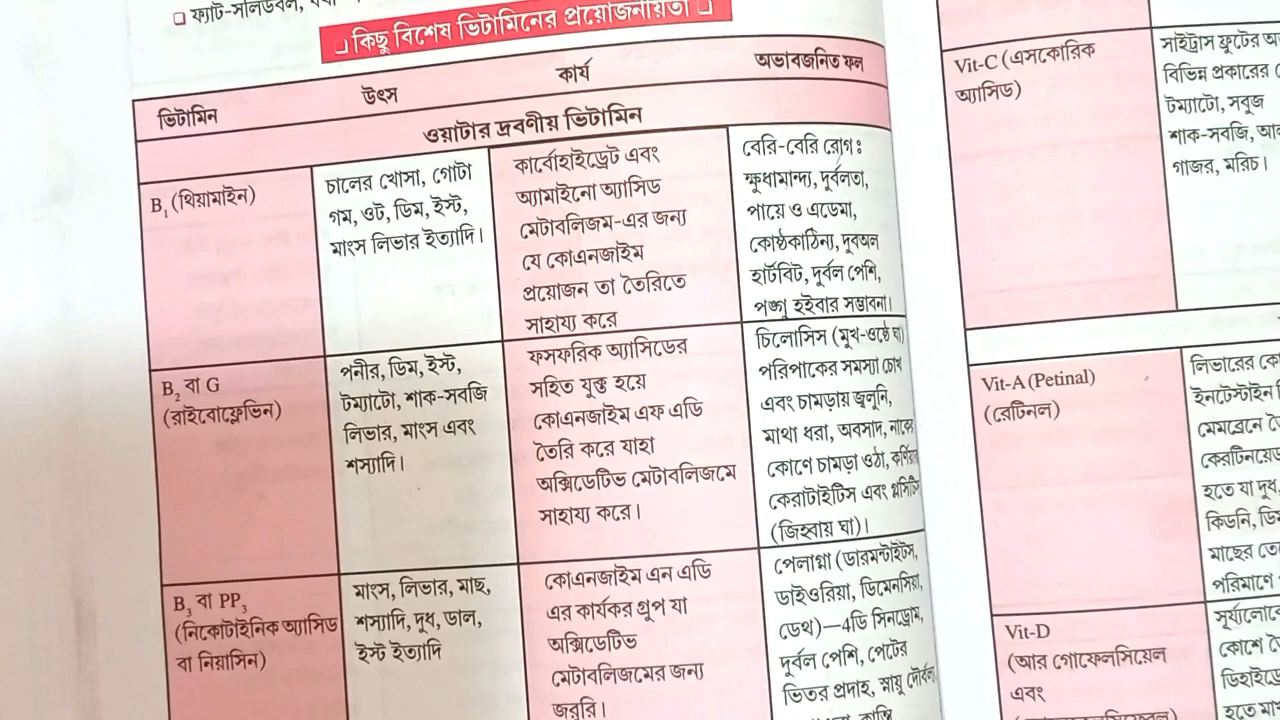 □ ফ্যাট-সলিউবল,
❏ কিছু বিশেষ ভিটামিনের প্রয়োজনীয়তা ❏
ভিটামিন
উৎস
কার্য
অভাবজনিত ফল
ওয়াটার দ্রবণীয় ভিটামিন
B₁ (থিয়ামাইন)
চালের খোসা, গোটা
গম, ওট, ডিম, ইস্ট,
মাংস লিভার ইত্যাদি।
কার্বোহাইড্রেট এবং
অ্যামাইনো অ্যাসিড
মেটাবলিজম-এর জন্য
যে কোএনজাইম
প্রয়োজন তা তৈরিতে
সাহায্য করে
বেরি-বেরি রোগঃ
ক্ষুধামান্দ্য, দুর্বলতা,
পায়ে ও এডেমা,
কোষ্ঠকাঠিন্য, দুবঅল
হার্টবিট, দুর্বল পেশি,
পঙ্গু হইবার সম্ভাবনা।
B₂ বা G
(রাইবোফ্লেভিন)
পনীর, ডিম, ইস্ট,
টম্যাটো, শাক-সবজি
লিভার, মাংস এবং
শস্যাদি।
ফসফরিক অ্যাসিডের
সহিত যুক্ত হয়ে
কোএনজাইম এফ এডি
তৈরি করে যাহা
অক্সিডেটিভ মেটাবলিজমে
সাহায্য করে।
চিলোসিস (মুখ-ওষ্ঠে ঘা)
পরিপাকের সমস্যা চোখ
এবং চামড়ায় জ্বলুনি,
মাথা ধরা, অবসাদ, নাকের
কোণে চামড়া ওঠা,
কেরাটাইটিস এবং
(জিহ্বায় ঘা)।
B₃ বা PP₃
(নিকোটাইনিক অ্যাসিড
বা নিয়াসিন)
মাংস, লিভার, মাছ,
শস্যাদি, দুধ, ডাল,
ইস্ট ইত্যাদি
কোএনজাইম এন এডি
এর কার্যকর গ্রুপ যা
অক্সিডেটিভ
মেটাবলিজমের জন্য
জরুরি।
পেলাগ্রা (ডারমন্টাইটস,
ডাইওরিয়া, ডিমেনসিয়া,
ডেথ)—4ডি সিনড্রোম,
দুর্বল পেশি, পেটের
ভিতর প্রদাহ, স্নায়ু
Vit-C (এসকোরিক
অ্যাসিড)
সাইট্রাস ফ্রুটের
বিভিন্ন প্রকারের
টম্যাটো, সবুজ
শাক-সবজি,
গাজর, মরিচ।
Vit-A (Petinal)
(রেটিনল)
লিভারের
ইনটেস্টাইন
মেমব্রেনে
হতে যা দুধ,
কিডনি,
মাছের
পরিমাণে
Vit-D
(আর গোফেলসিয়েল
এবং
কোশে
হতে